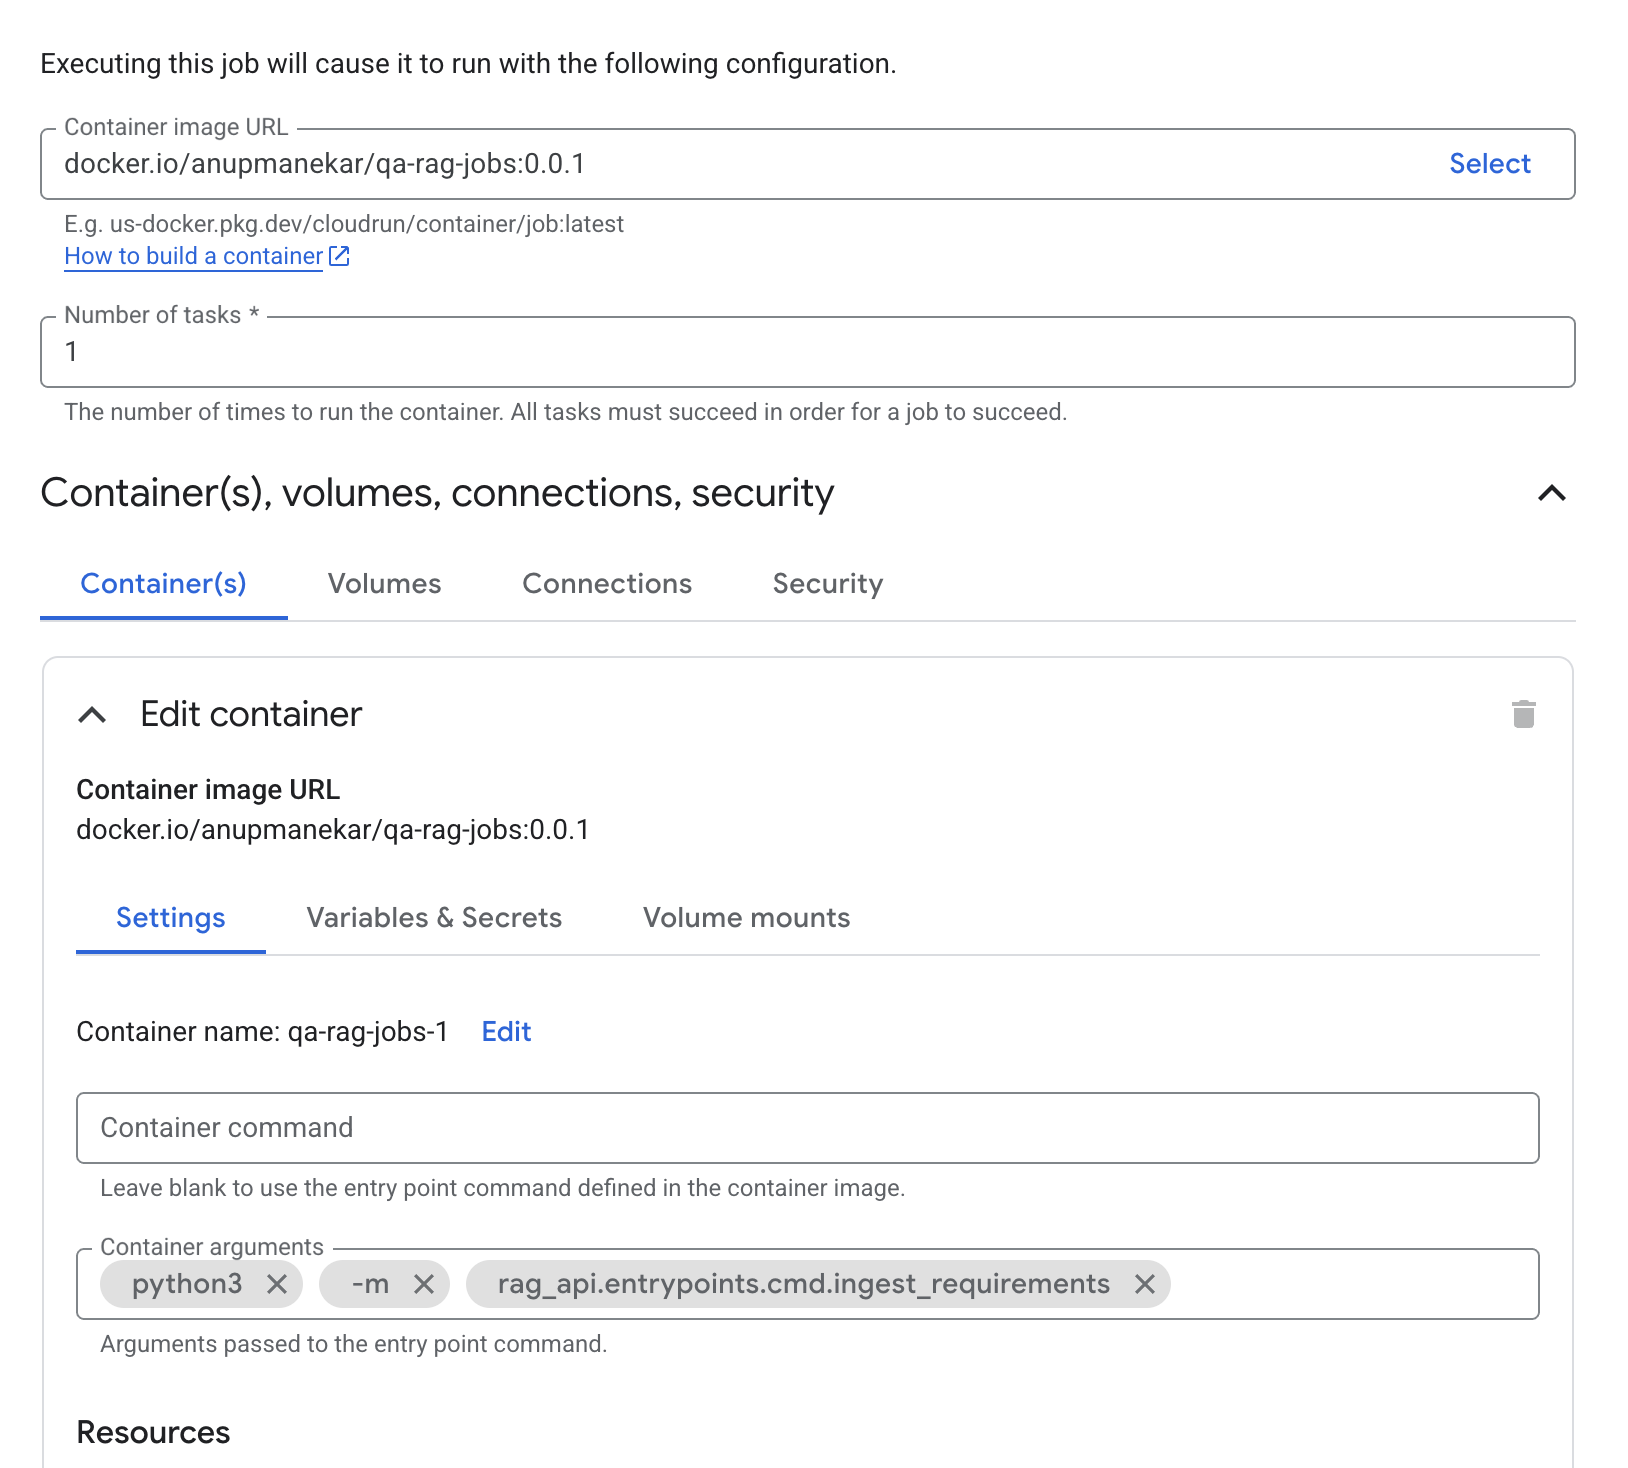 Executing this job will cause it to run with the following configuration.
Container image URL
docker.io/anupmanekar/qa-rag-jobs:0.0.1
Select
E.g. us-docker.pkg.dev/cloudrun/container/job:latest
How to build a container
Number of tasks *
1
The number of times to run the container. All tasks must succeed in order for a job to succeed.
Container(s), volumes, connections, security
Container(s) Volumes Connections Security
Edit container
Container image URL
docker.io/anupmanekar/qa-rag-jobs:0.0.1
Settings Variables & Secrets Volume mounts
Container name: qa-rag-jobs-1 Edit
Container command
Leave blank to use the entry point command defined in the container image.
Container arguments
python3 -m rag_api.entrypoints.cmd.ingest_requirements
Arguments passed to the entry point command.
Resources